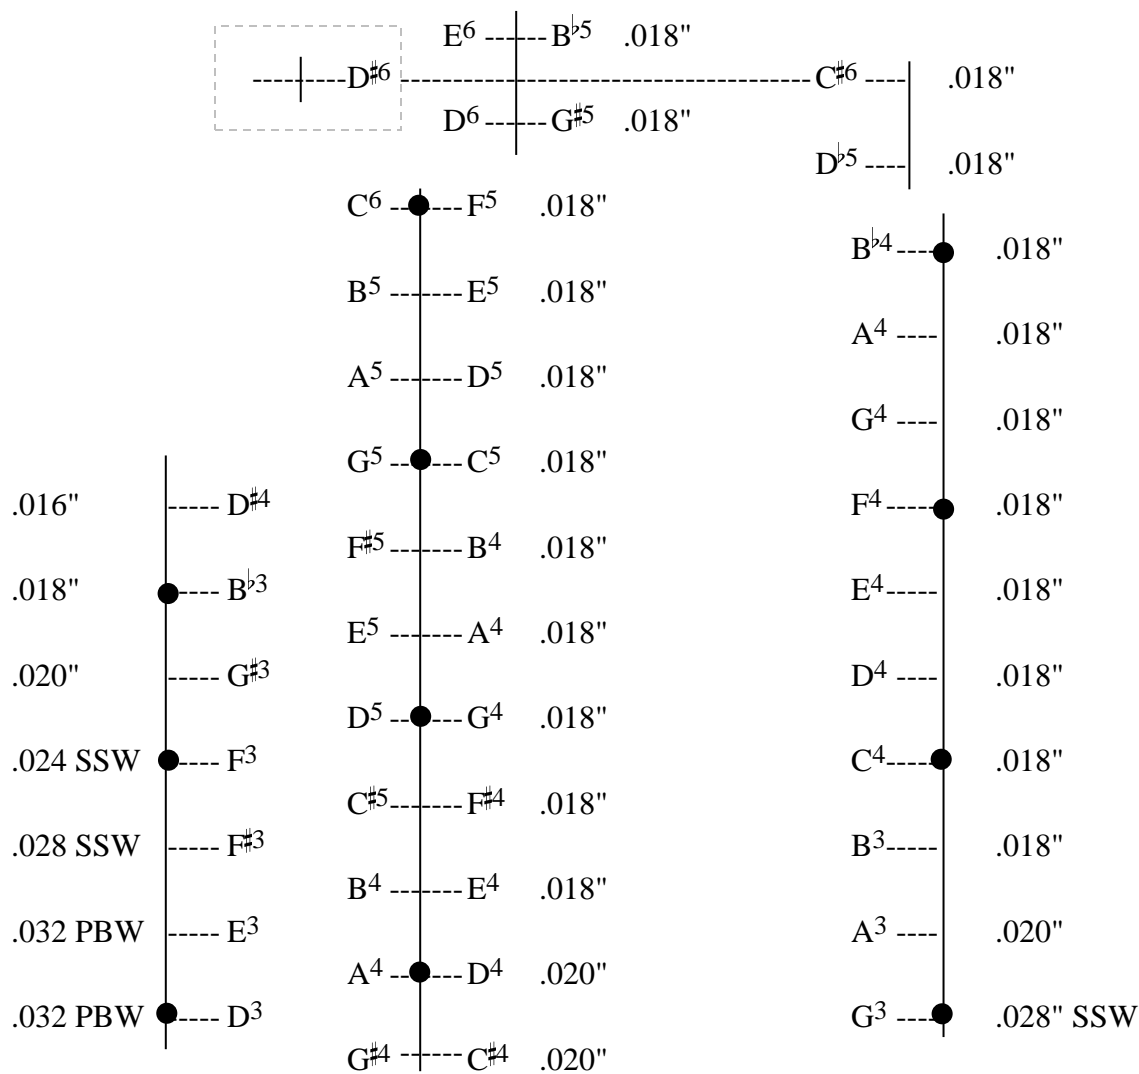 E6 B♭5 .018"
D♯6 C♯6 .018"
D6 G♯5 .018"
D♭5 .018"
C6 F5 .018"
B♭4 .018"
B5 E5 .018"
A4 .018"
A5 D5 .018"
G4 .018"
G5 C5 .018"
.016" D♯4 F4 .018"
F♯5 B4 .018"
.018" B♭3 E4 .018"
E5 A4 .018"
.020" G♯3 D4 .018"
D5 G4 .018"
.024 SSW F3 C4 .018"
C♯5 F♯4 .018"
.028 SSW F♯3 B3 .018"
B4 E4 .018"
.032 PBW E3 A3 .020"
A4 D4 .020"
.032 PBW D3 G3 .028" SSW
G♯4 C♯4 .020"